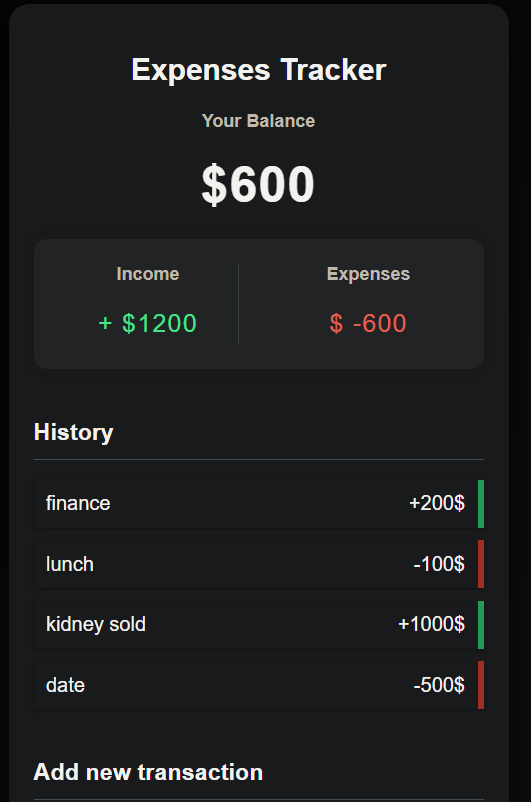 Expenses Tracker
Your Balance
$600
Income Expenses
+ $1200 $ -600
History
finance +200$
lunch -100$
kidney sold +1000$
date -500$
Add new transaction